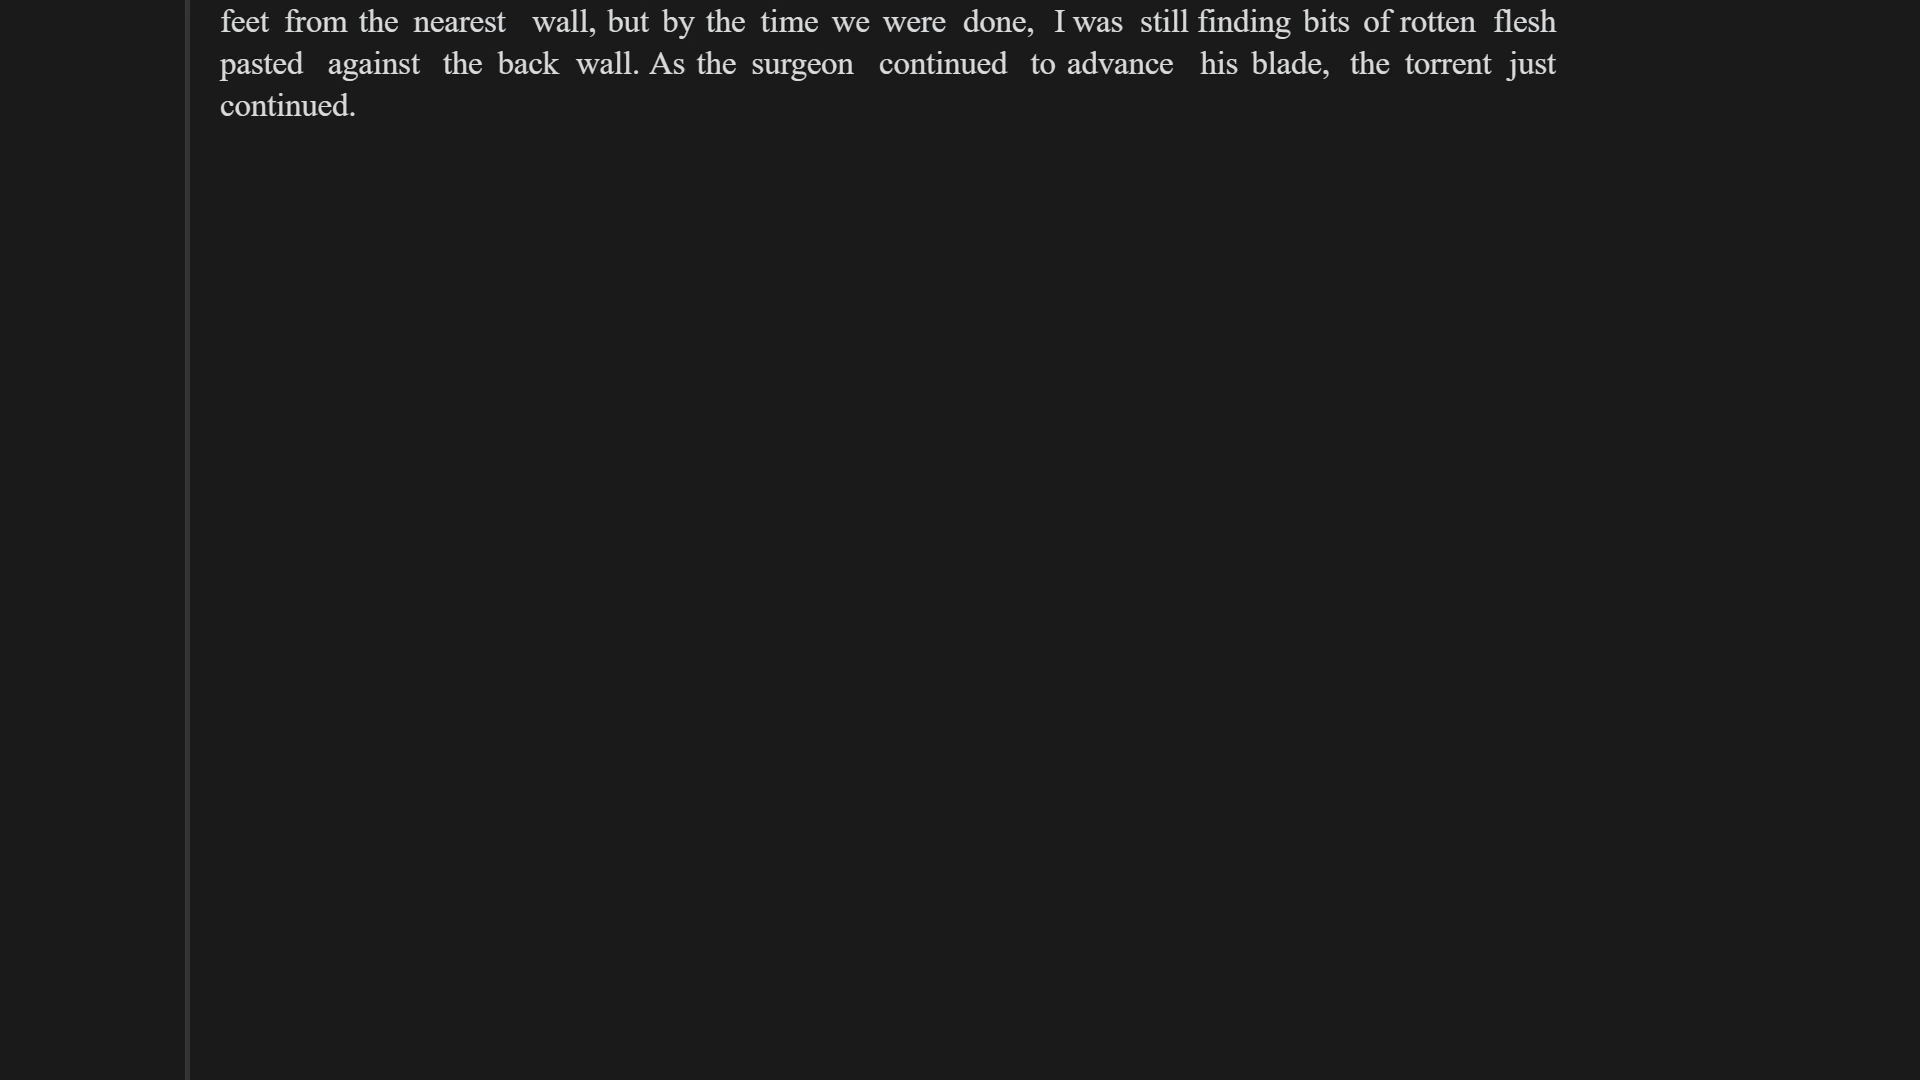 feet from the nearest wall, but by the time we were done, I was still finding bits of rotten flesh
pasted against the back wall. As the surgeon continued to advance his blade, the torrent just
continued.